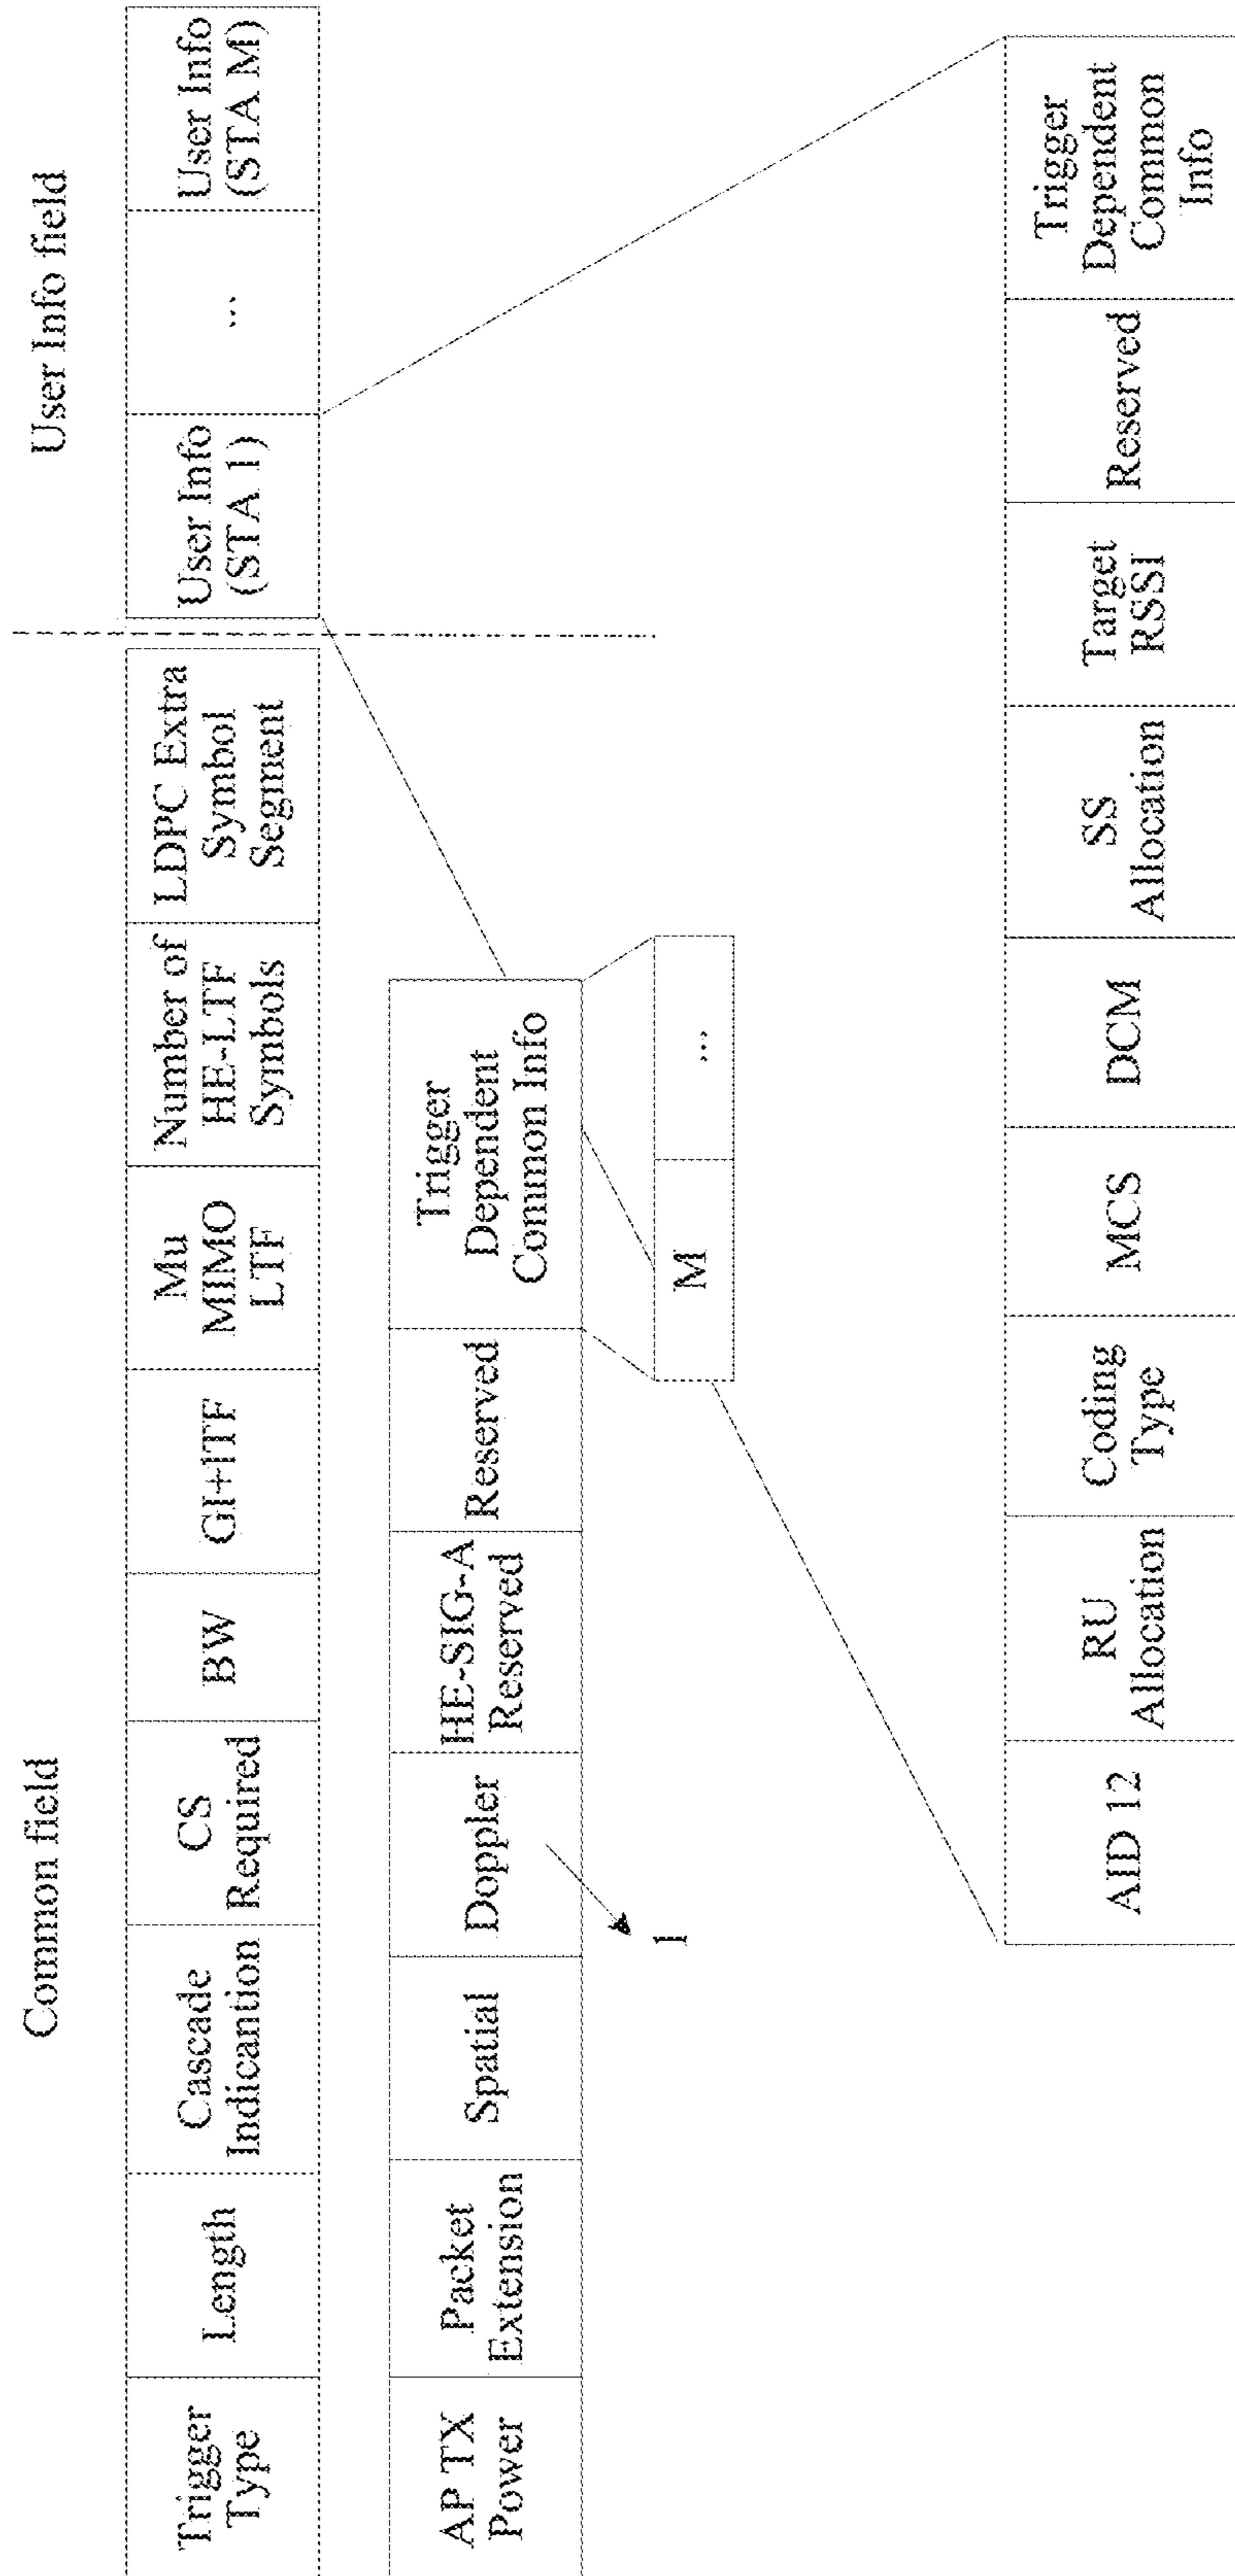 Common field
User Info field
Trigger
Type
Length
Cascade
Indicantion
CS
Required
BW
GI+lTF
Mu
MIMO
LTF
Number of
HE-LTF
Symbols
LDPC Extra
Symbol
Segment
User Info
(STA 1)
...
User Info
(STA M)
AP TX
Power
Packet
Extension
Spatial
Doppler
HE-SIG-A
Reserved
Reserved
Trigger
Dependent
Common Info
1
M
...
AID 12
RU
Allocation
Coding
Type
MCS
DCM
SS
Allocation
Target
RSSI
Reserved
Trigger
Dependent
Common
Info